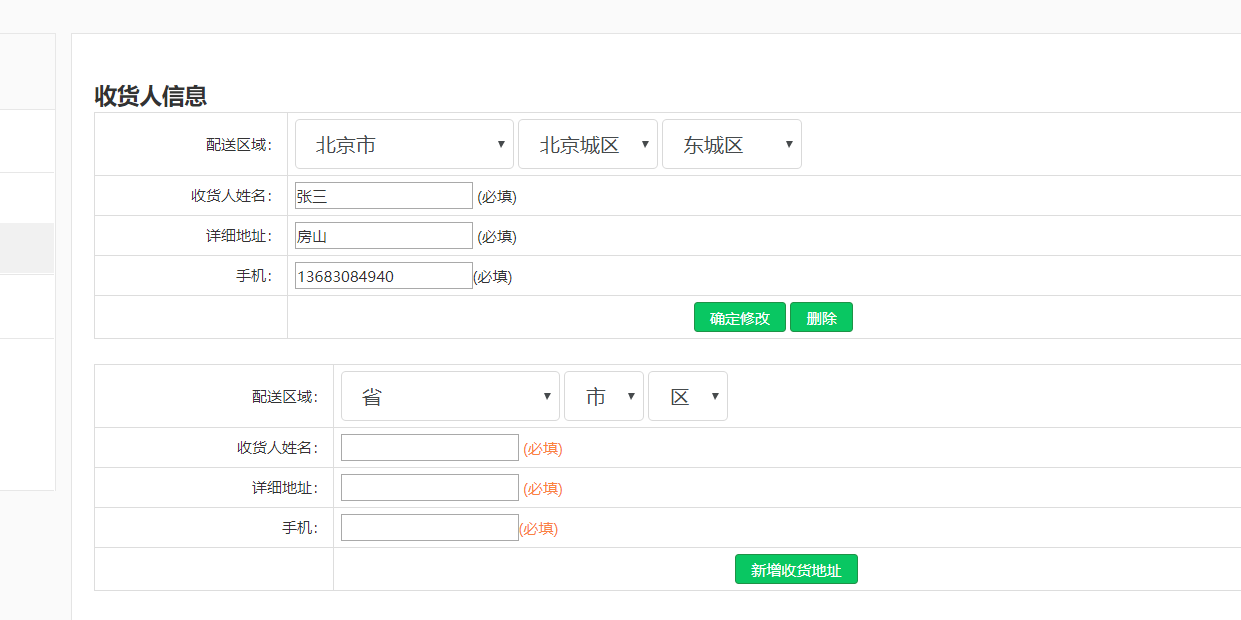 收货人信息
配送区域： 北京市 北京城区 东城区
收货人姓名： 张三 (必填)
详细地址： 房山 (必填)
手机： 13683084940 (必填)
确定修改 删除
配送区域： 省 市 区
收货人姓名： (必填)
详细地址： (必填)
手机： (必填)
新增收货地址